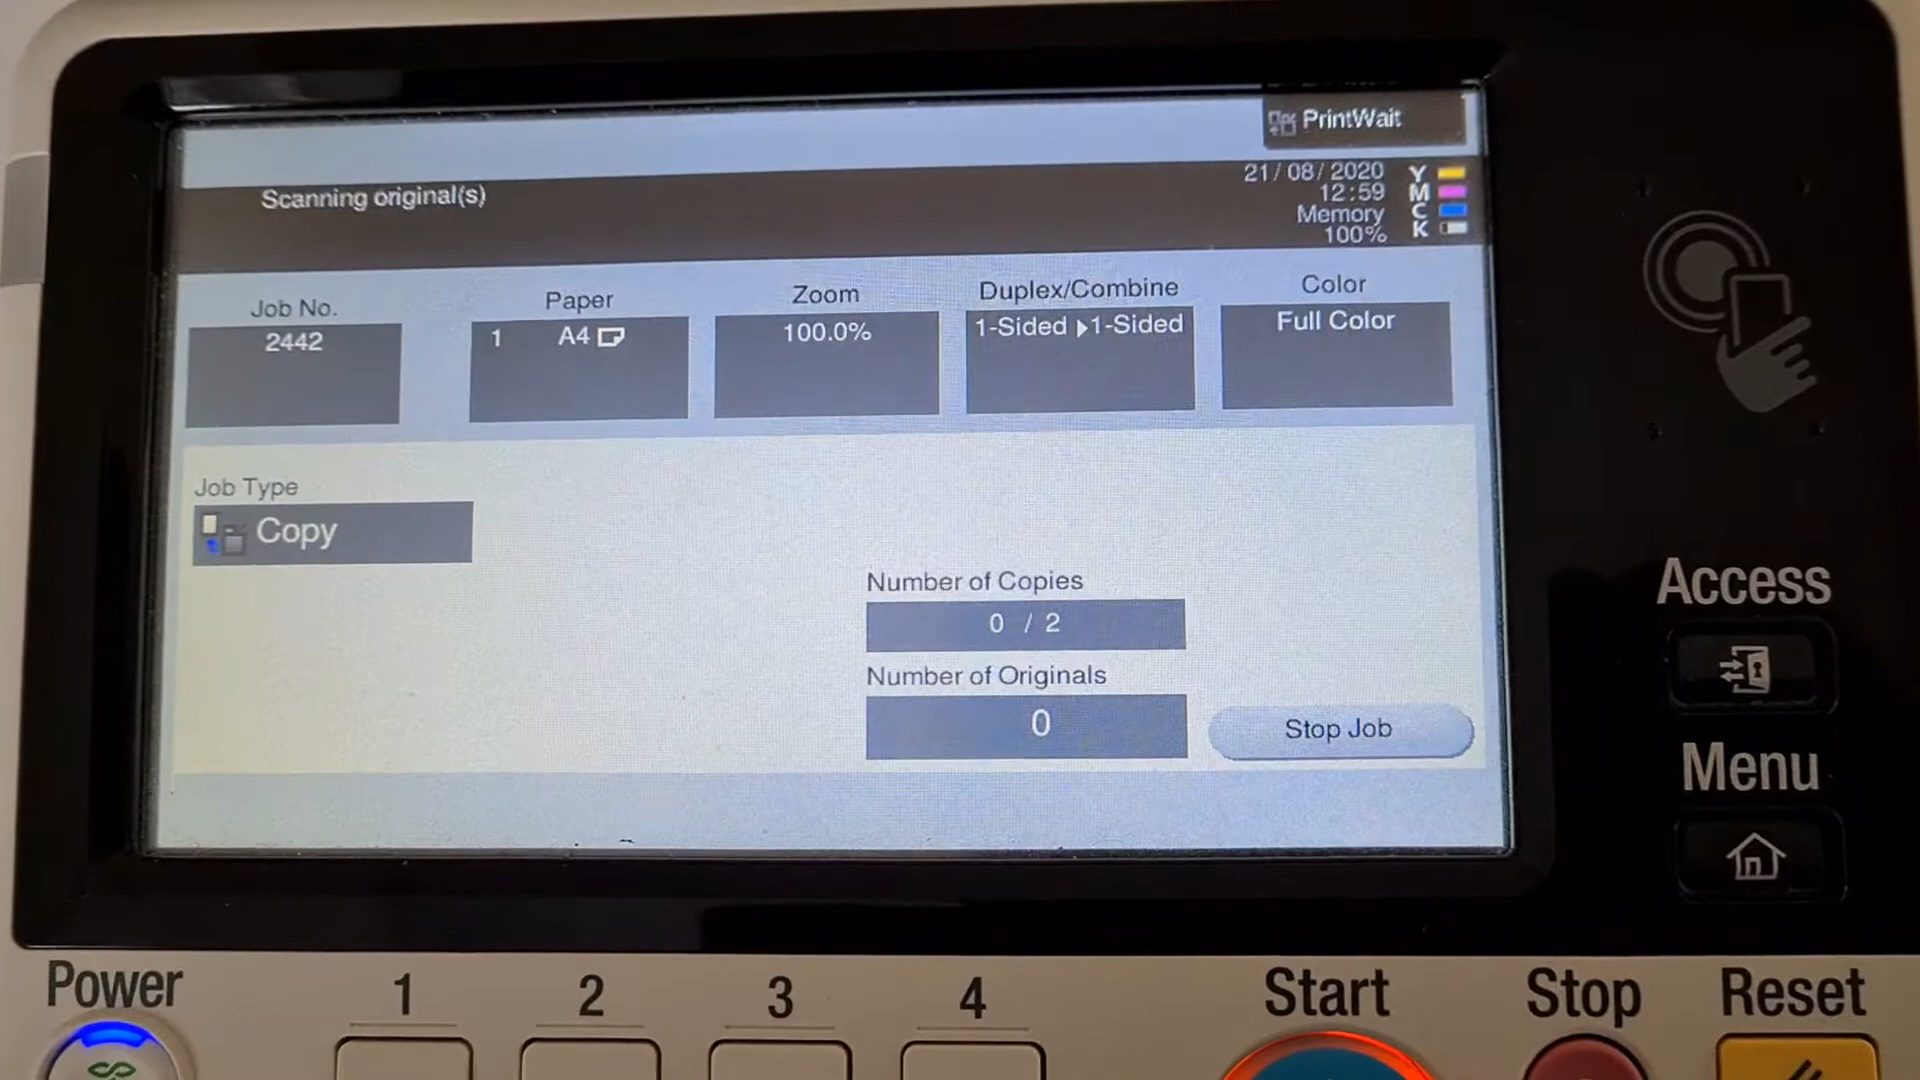 PrintWait
Scanning original(s)
21/08/2020
12:59
Memory
100%
Y
M
C
K
Job No.
2442
Paper
1 A4
Zoom
100.0%
Duplex/Combine
1-Sided ▶1-Sided
Color
Full Color
Job Type
Copy
Number of Copies
0 / 2
Number of Originals
0
Stop Job
Access
Menu
Power
1
2
3
4
Start
Stop
Reset